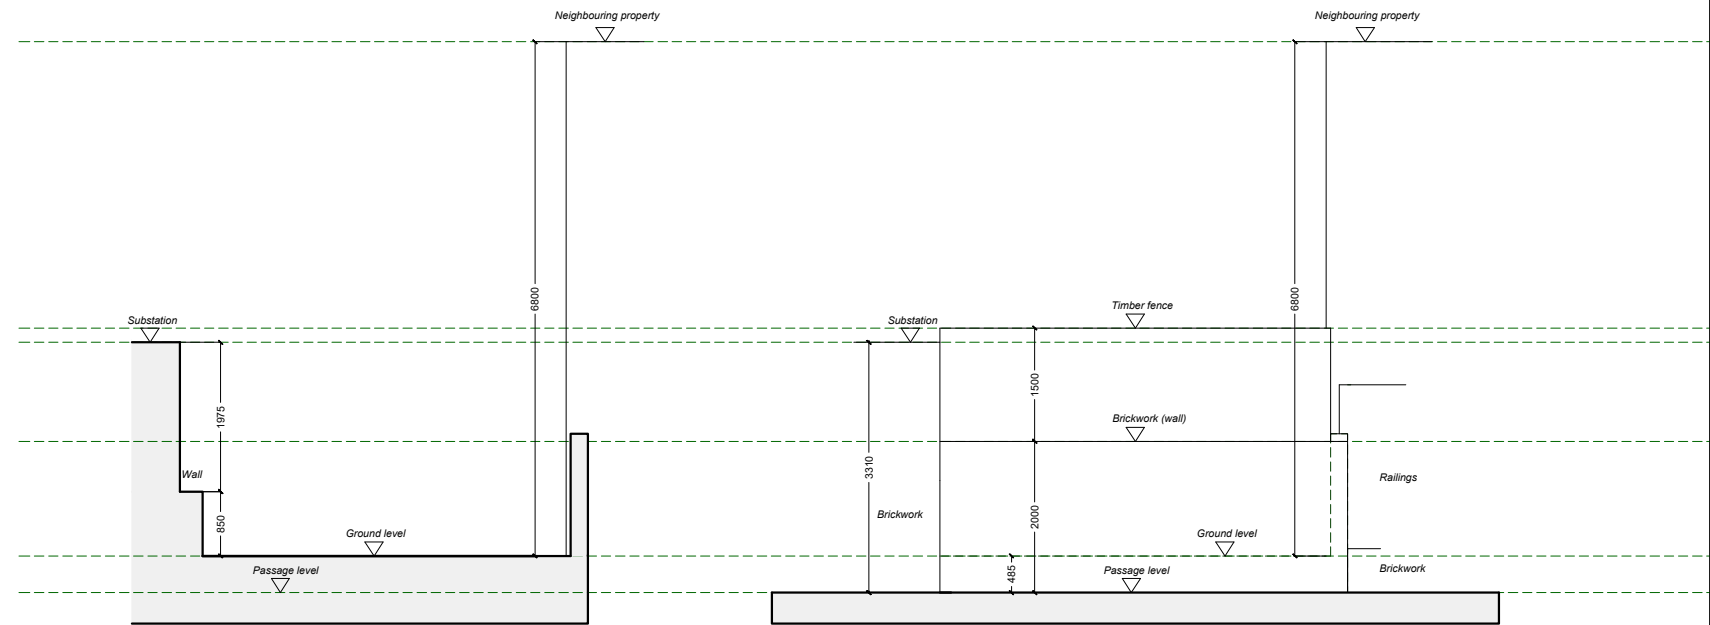 Neighbouring property
Neighbouring property
6800
6800
Timber fence
Substation
Substation
1975
1500
Brickwork (wall)
Wall
3310
Railings
850
2000
Brickwork
Ground level
Ground level
Passage level
485
Passage level
Brickwork